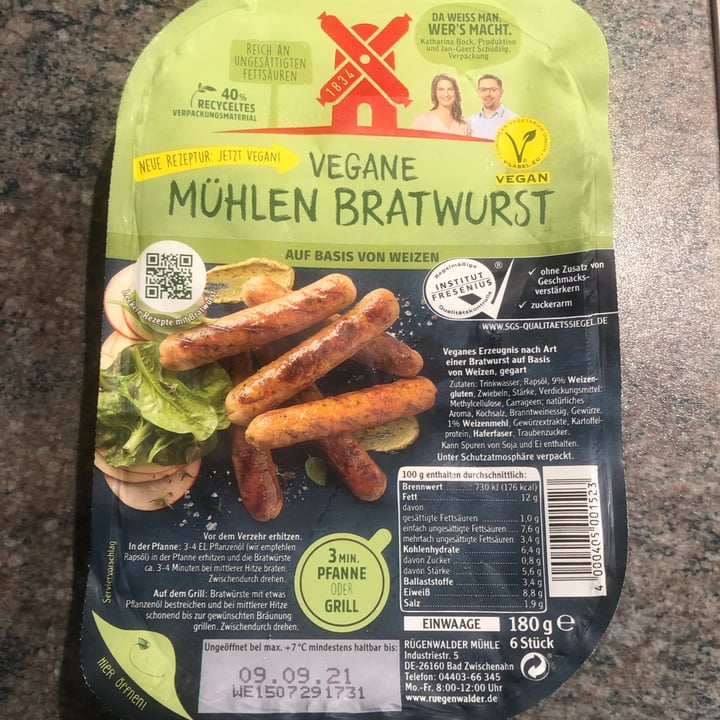 DA WEISS MAN,
WER'S MACHT.
Katharina Bock, Produktion
und Jan-Geert Schüdzig,
Verpackung
REICH AN
UNGESÄTTIGTEN
FETTSÄUREN
1834
40%
RECYCELTES
VERPACKUNGSMATERIAL
V-LABEL.EU
VEGAN
NEUE REZEPTUR: JETZT VEGAN!
VEGANE
MÜHLEN BRATWURST
AUF BASIS VON WEIZEN
Regelmäßige
INSTITUT
FRESENIUS
Qualitätskontrolle
®
✓ ohne Zusatz von
Geschmacks-
verstärkern
✓ zuckerarm
WWW.SGS-QUALITAETSSIEGEL.DE
Rezepte mit
Veganes Erzeugnis nach Art
einer Bratwurst auf Basis
von Weizen, gegart
Zutaten: Trinkwasser, Rapsöl, 9% Weizen-
gluten, Zwiebeln, Stärke, Verdickungsmittel:
Methylcellulose, Carrageen; natürliches
Aroma, Kochsalz, Branntweinessig, Gewürze,
1% Weizenmehl, Gewürzextrakte, Kartoffel-
protein, Haferfaser, Traubenzucker.
Kann Spuren von Soja und Ei enthalten.
Unter Schutzatmosphäre verpackt.
100 g enthalten durchschnittlich:
Brennwert 730 kJ (176 kcal)
Fett 12 g
davon
gesättigte Fettsäuren 1,0 g
einfach ungesättigte Fettsäuren 7,6 g
mehrfach ungesättigte Fettsäuren 3,4 g
Kohlenhydrate 6,4 g
davon Zucker 0,8 g
davon Stärke 5,6 g
Ballaststoffe 3,4 g
Eiweiß 8,8 g
Salz 1,9 g
4 000405 001523
Serviervorschlag
Vor dem Verzehr erhitzen.
In der Pfanne: 3-4 EL Pflanzenöl (wir empfehlen
Rapsöl) in der Pfanne erhitzen und die Bratwürste
ca. 3-4 Minuten bei mittlerer Hitze braten.
Zwischendurch drehen.
Auf dem Grill: Bratwürste mit etwas
Pflanzenöl bestreichen und bei mittlerer Hitze
schonend bis zur gewünschten Bräunung
grillen. Zwischendurch drehen.
3 MIN.
PFANNE
ODER
GRILL
EINWAAGE
180 g e
6 Stück
RÜGENWALDER MÜHLE
Industriestr. 5
DE-26160 Bad Zwischenahn
Telefon: 04403-66 345
Mo.-Fr. 8:00-12:00 Uhr
www.ruegenwalder.de
Ungeöffnet bei max. +7°C mindestens haltbar bis:
09.09.21
WE1507291731
HIER ÖFFNEN!